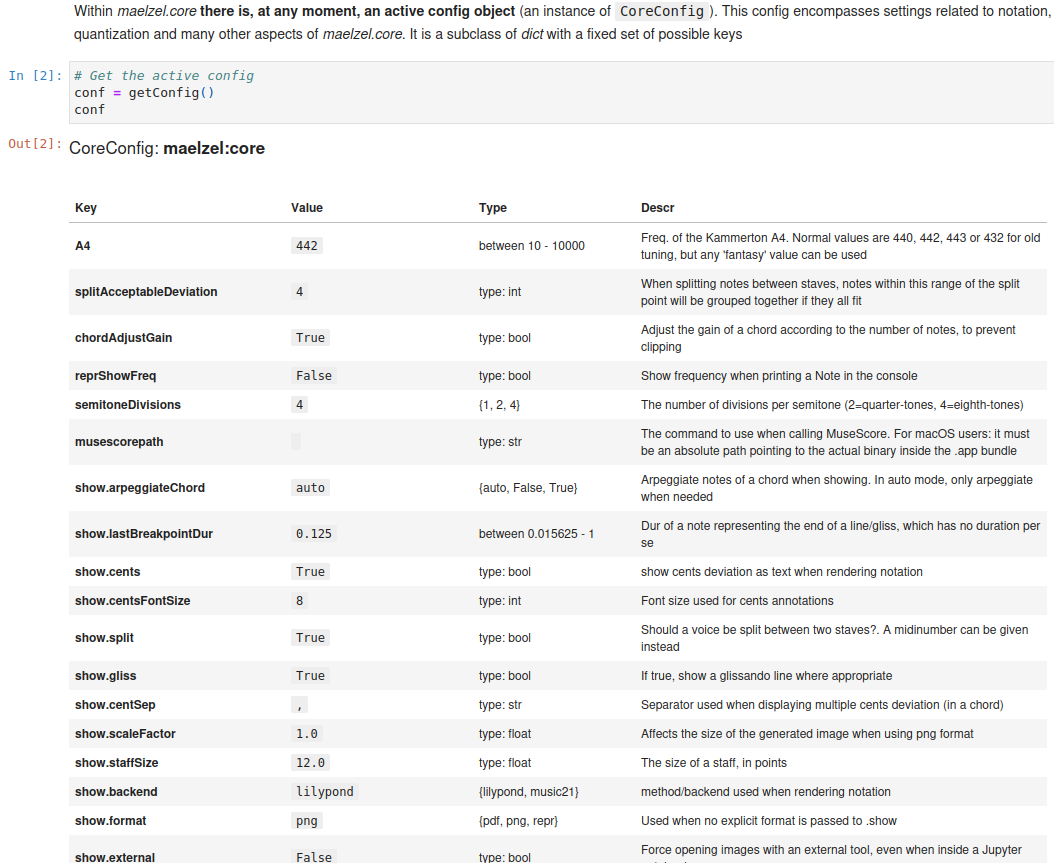 Within maelzel.core there is, at any moment, an active config object (an instance of CoreConfig ). This config encompasses settings related to notation,
quantization and many other aspects of maelzel.core. It is a subclass of dict with a fixed set of possible keys
In [2]: # Get the active config
conf = getConfig()
conf
Out[2]: CoreConfig: maelzel:core
Key Value Type Descr
A4 442 between 10 - 10000 Freq. of the Kammerton A4. Normal values are 440, 442, 443 or 432 for old
tuning, but any 'fantasy' value can be used
splitAcceptableDeviation 4 type: int When splitting notes between staves, notes within this range of the split
point will be grouped together if they all fit
chordAdjustGain True type: bool Adjust the gain of a chord according to the number of notes, to prevent
clipping
reprShowFreq False type: bool Show frequency when printing a Note in the console
semitoneDivisions 4 {1, 2, 4} The number of divisions per semitone (2=quarter-tones, 4=eighth-tones)
musescorepath type: str The command to use when calling MuseScore. For macOS users: it must
be an absolute path pointing to the actual binary inside the .app bundle
show.arpeggiateChord auto {auto, False, True} Arpeggiate notes of a chord when showing. In auto mode, only arpeggiate
when needed
show.lastBreakpointDur 0.125 between 0.015625 - 1 Dur of a note representing the end of a line/gliss, which has no duration per
se
show.cents True type: bool show cents deviation as text when rendering notation
show.centsFontSize 8 type: int Font size used for cents annotations
show.split True type: bool Should a voice be split between two staves?. A midinumber can be given
instead
show.gliss True type: bool If true, show a glissando line where appropriate
show.centSep , type: str Separator used when displaying multiple cents deviation (in a chord)
show.scaleFactor 1.0 type: float Affects the size of the generated image when using png format
show.staffSize 12.0 type: float The size of a staff, in points
show.backend lilypond {lilypond, music21} method/backend used when rendering notation
show.format png {pdf, png, repr} Used when no explicit format is passed to .show
show.external False type: bool Force opening images with an external tool, even when inside a Jupyter